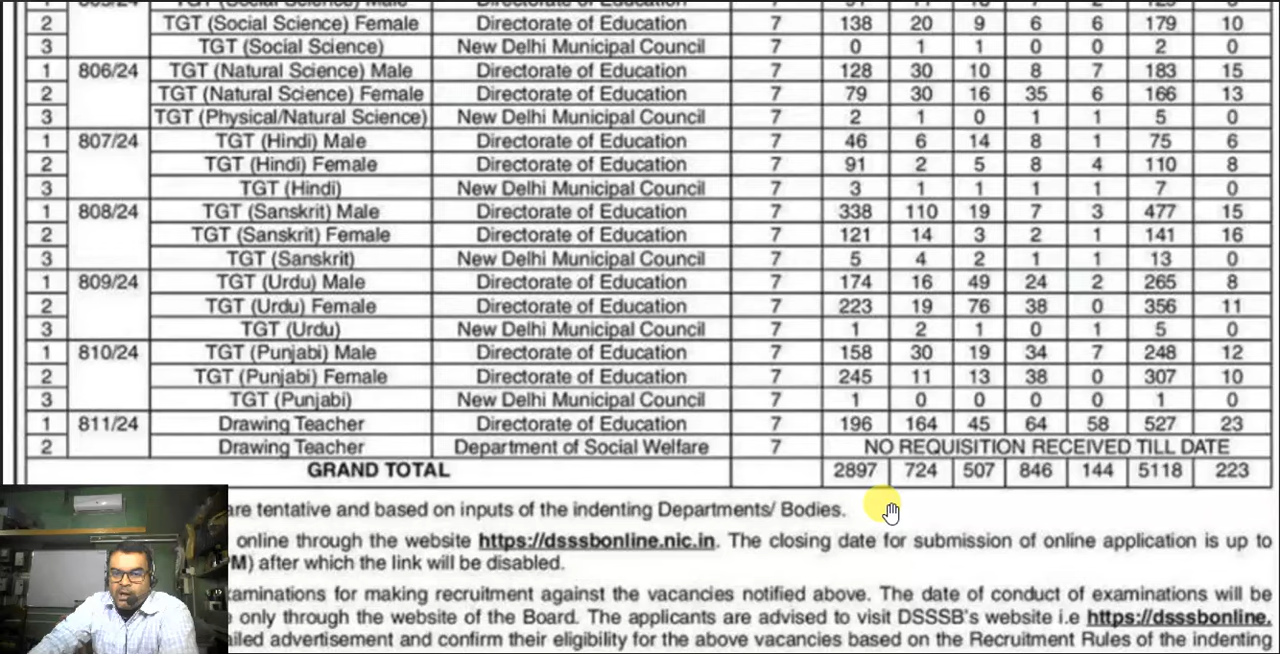 2 TGT (Social Science) Female Directorate of Education 7 138 20 9 6 6 179 10
3 TGT (Social Science) New Delhi Municipal Council 7 0 1 1 0 0 2 0
1 806/24 TGT (Natural Science) Male Directorate of Education 7 128 30 10 8 7 183 15
2 TGT (Natural Science) Female Directorate of Education 7 79 30 16 35 6 166 13
3 TGT (Physical/Natural Science) New Delhi Municipal Council 7 2 1 0 1 1 5 0
1 807/24 TGT (Hindi) Male Directorate of Education 7 46 6 14 8 1 75 6
2 TGT (Hindi) Female Directorate of Education 7 91 2 5 8 4 110 8
3 TGT (Hindi) New Delhi Municipal Council 7 3 1 1 1 1 7 0
1 808/24 TGT (Sanskrit) Male Directorate of Education 7 338 110 19 7 3 477 15
2 TGT (Sanskrit) Female Directorate of Education 7 121 14 3 2 1 141 16
3 TGT (Sanskrit) New Delhi Municipal Council 7 5 4 2 1 1 13 0
1 809/24 TGT (Urdu) Male Directorate of Education 7 174 16 49 24 2 265 8
2 TGT (Urdu) Female Directorate of Education 7 223 19 76 38 0 356 11
3 TGT (Urdu) New Delhi Municipal Council 7 1 2 1 0 1 5 0
1 810/24 TGT (Punjabi) Male Directorate of Education 7 158 30 19 34 7 248 12
2 TGT (Punjabi) Female Directorate of Education 7 245 11 13 38 0 307 10
3 TGT (Punjabi) New Delhi Municipal Council 7 1 0 0 0 0 1 0
1 811/24 Drawing Teacher Directorate of Education 7 196 164 45 64 58 527 23
2 Drawing Teacher Department of Social Welfare 7 NO REQUISITION RECEIVED TILL DATE
GRAND TOTAL 2897 724 507 846 144 5118 223
are tentative and based on inputs of the indenting Departments/ Bodies.
online through the website https://dsssbonline.nic.in. The closing date for submission of online application is up to
M) after which the link will be disabled.
aminations for making recruitment against the vacancies notified above. The date of conduct of examinations will be
only through the website of the Board. The applicants are advised to visit DSSSB's website i.e https://dsssbonline.
iled advertisement and confirm their eligibility for the above vacancies based on the Recruitment Rules of the indenting